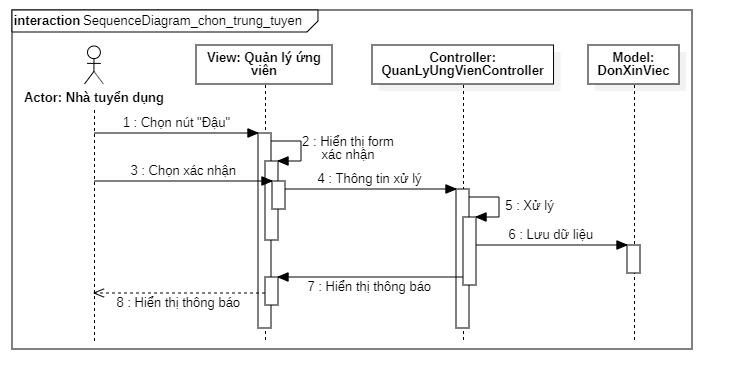 interaction SequenceDiagram_chon_trung_tuyen
View: Quản lý ứng
viên
Controller:
QuanLyUngVienController
Model:
DonXinViec
Actor: Nhà tuyển dụng
1 : Chọn nút "Đậu"
2 : Hiển thị form
xác nhận
3 : Chọn xác nhận
4 : Thông tin xử lý
5 : Xử lý
6 : Lưu dữ liệu
7 : Hiển thị thông báo
8 : Hiển thị thông báo